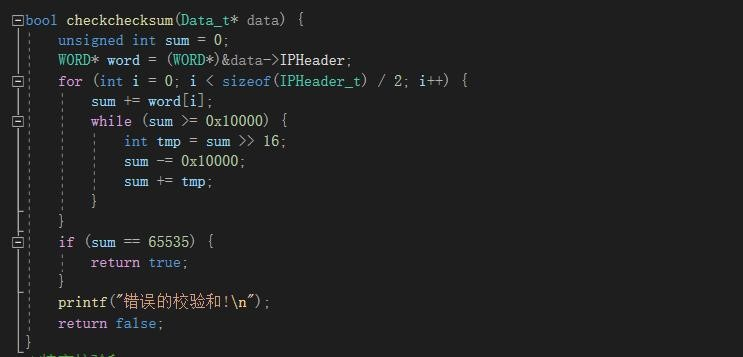 bool checkchecksum(Data_t* data) {
unsigned int sum = 0;
WORD* word = (WORD*)&data->IPHeader;
for (int i = 0; i < sizeof(IPHeader_t) / 2; i++) {
sum += word[i];
while (sum >= 0x10000) {
int tmp = sum >> 16;
sum -= 0x10000;
sum += tmp;
}
}
if (sum == 65535) {
return true;
}
printf("错误的校验和!\n");
return false;
}